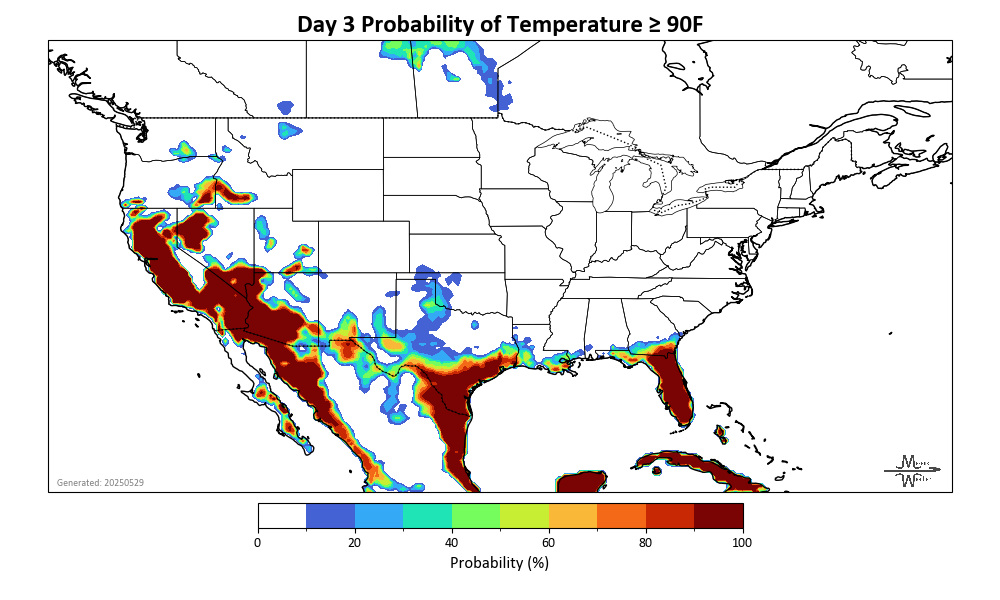 Day 3 Probability of Temperature ≥ 90F
Generated: 20250529
0 20 40 60 80 100
Probability (%)